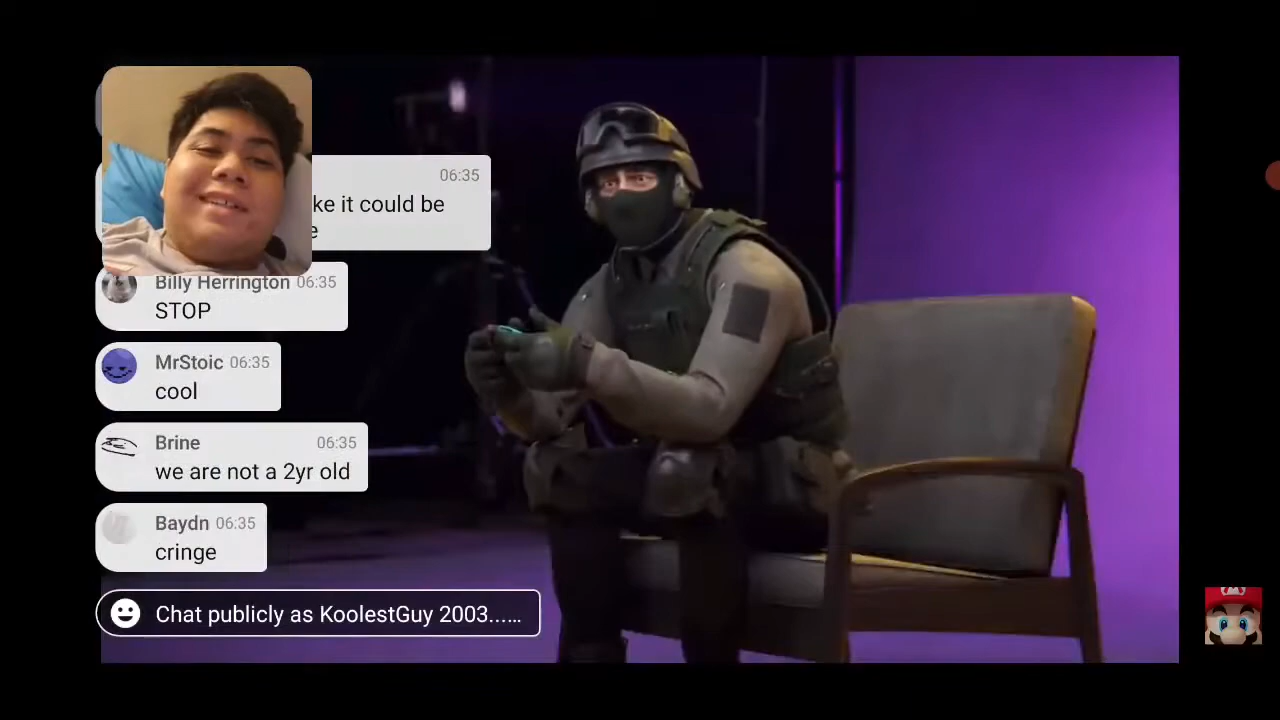 06:35
ke it could be
e
Billy Herrington 06:35
STOP
MrStoic 06:35
cool
Brine 06:35
we are not a 2yr old
Baydn 06:35
cringe
Chat publicly as KoolestGuy 2003...…
M